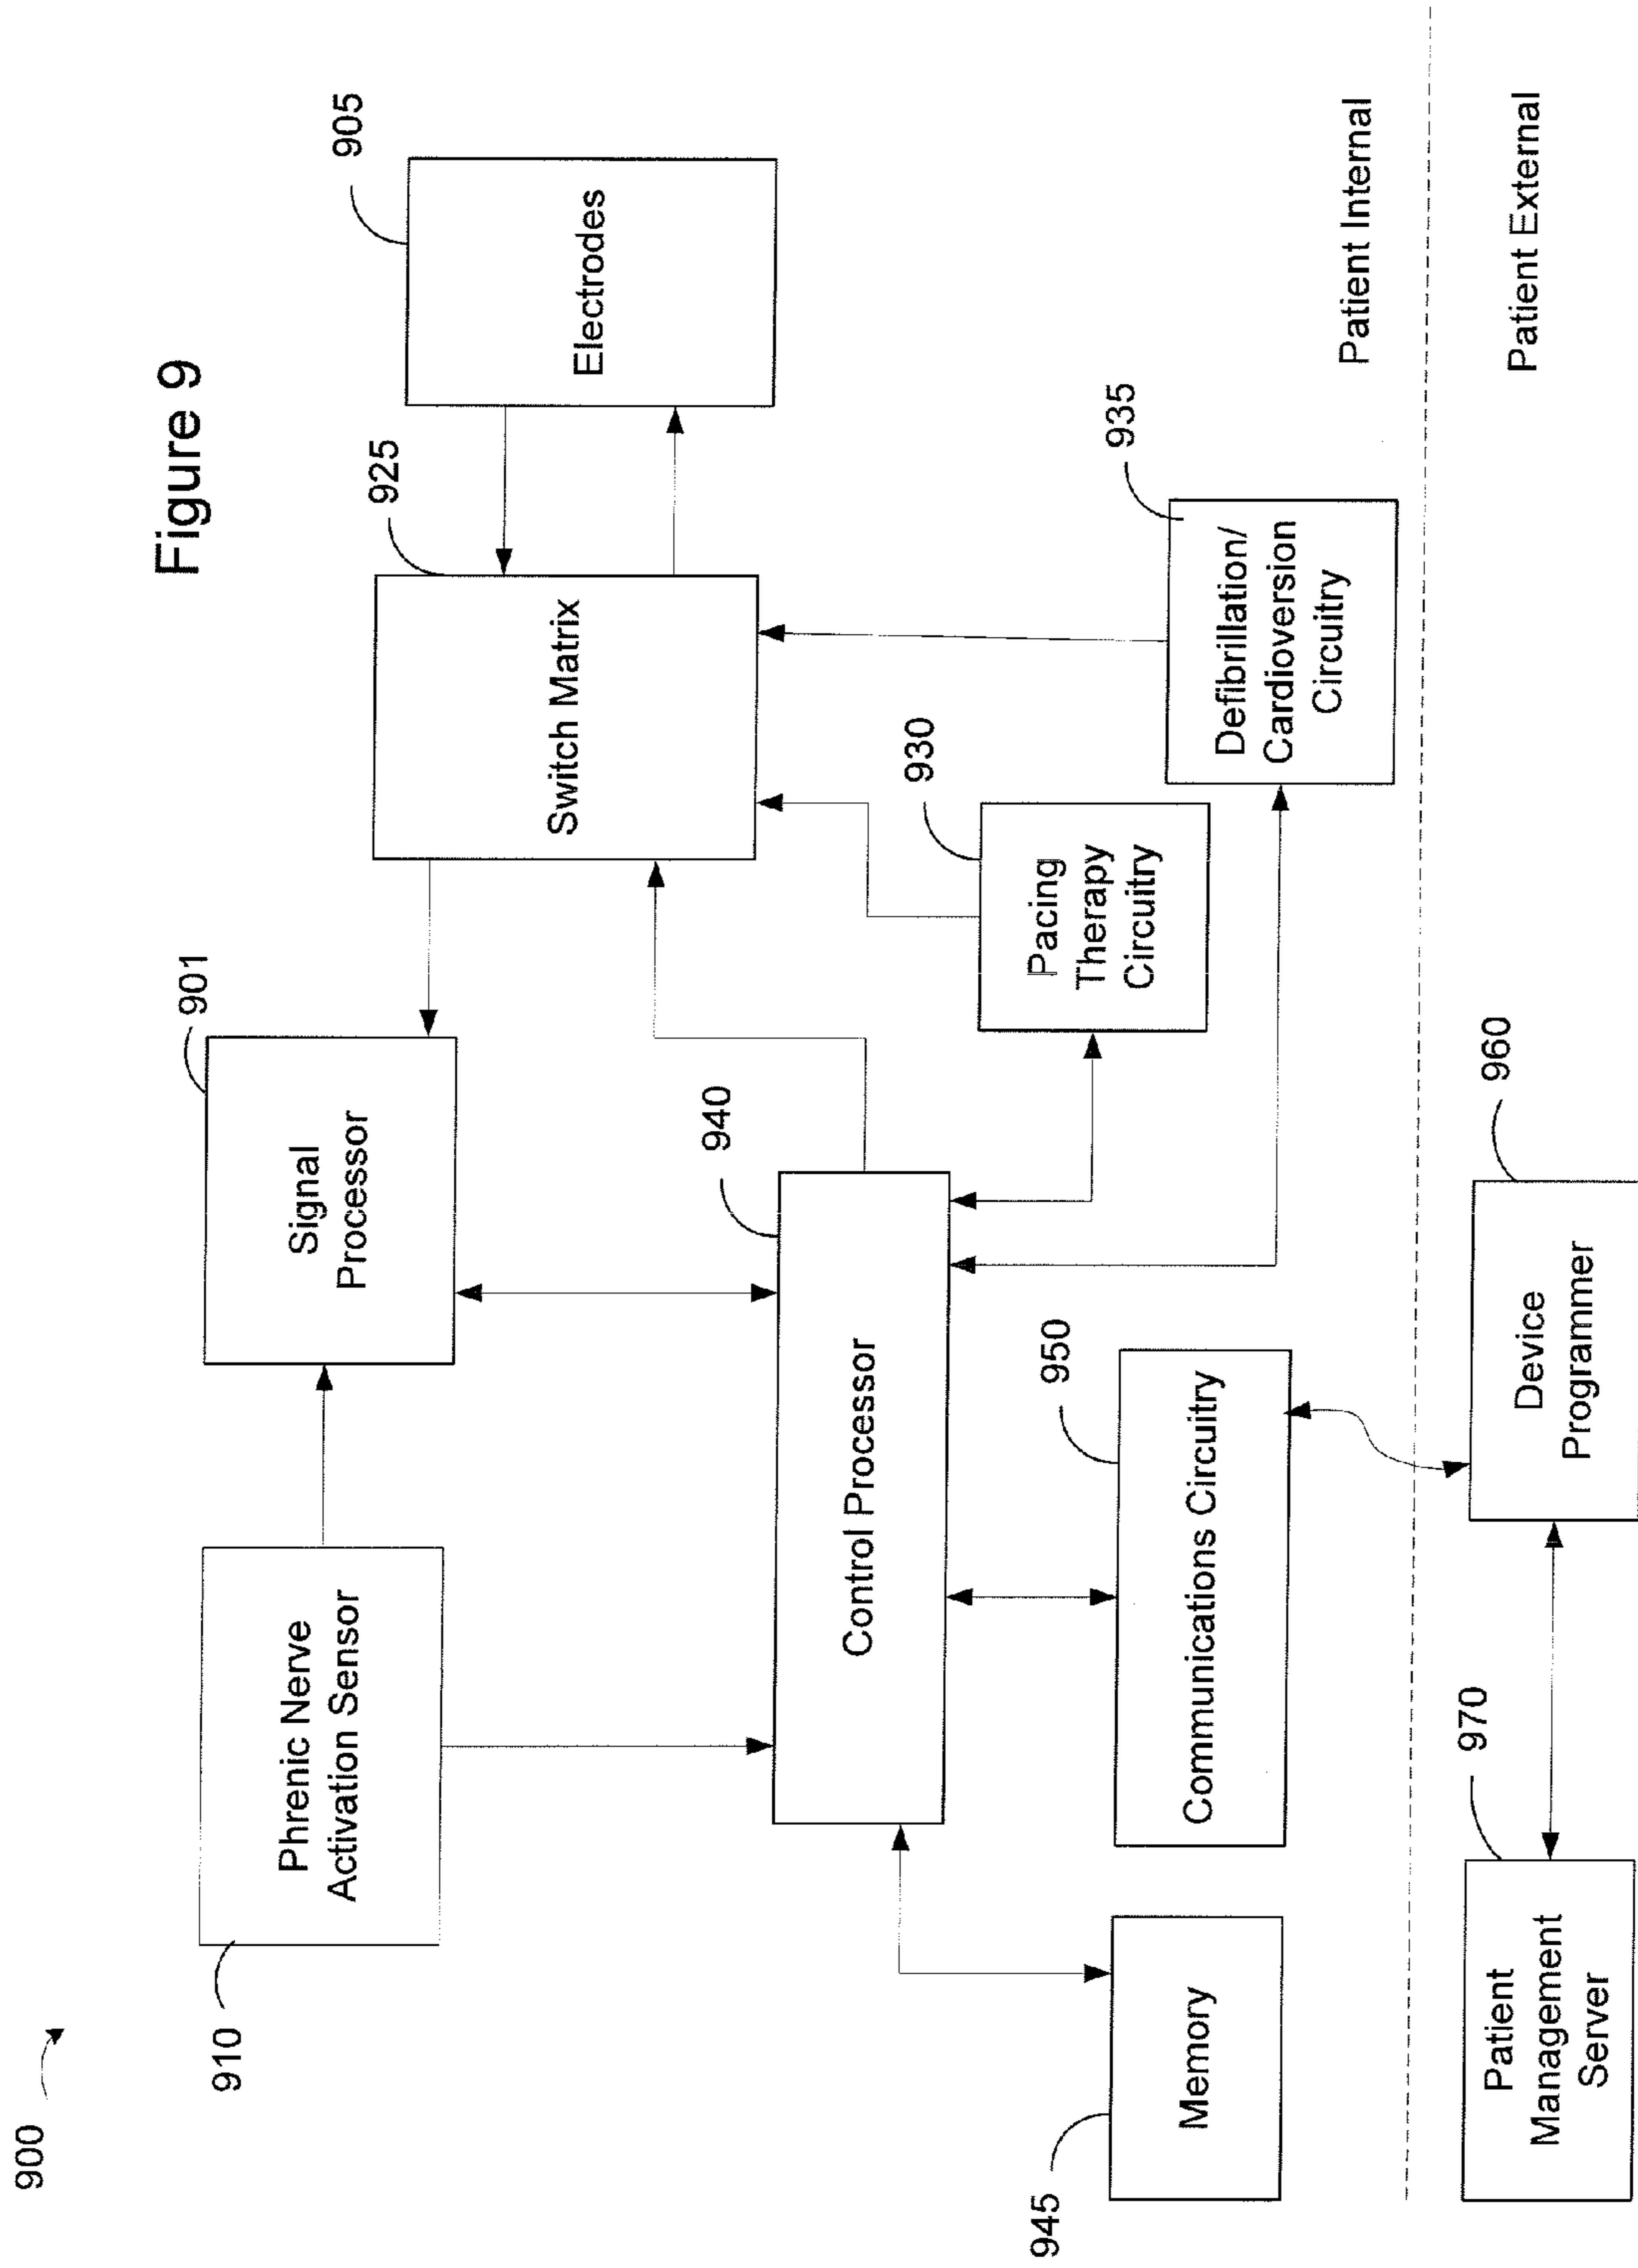 900
Figure 9
910
Phrenic Nerve
Activation Sensor
901
Signal
Processor
925
Switch Matrix
905
Electrodes
940
Control Processor
930
Pacing
Therapy
Circuitry
935
Defibrillation/
Cardioversion
Circuitry
945
Memory
950
Communications Circuitry
Patient Internal
Patient External
970
Patient
Management
Server
960
Device
Programmer